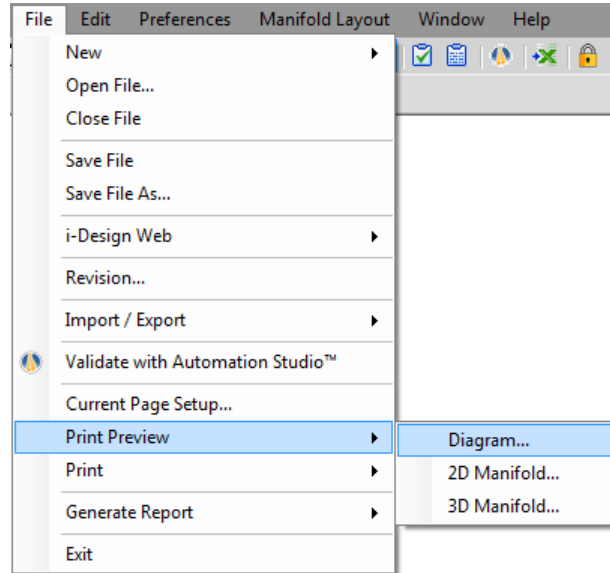 File Edit Preferences Manifold Layout Window Help
New
Open File...
Close File
Save File
Save File As...
i-Design Web
Revision...
Import / Export
Validate with Automation Studio™
Current Page Setup...
Print Preview
Diagram...
Print
2D Manifold...
Generate Report
3D Manifold...
Exit